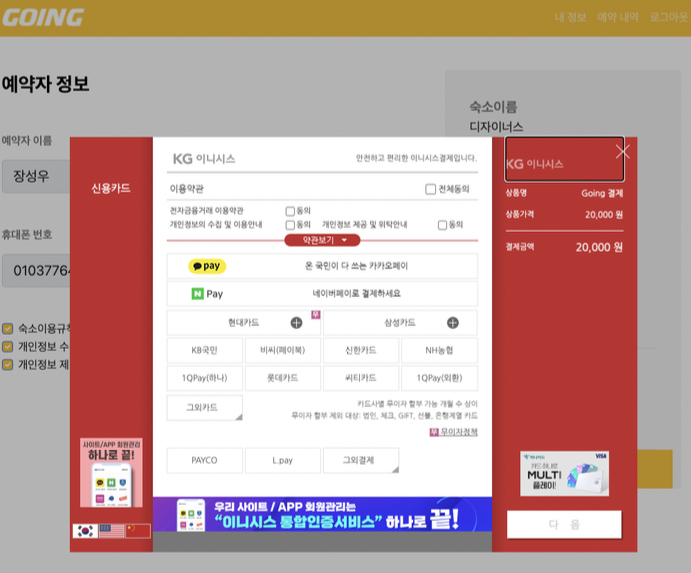 GOING
내 정보 예약 내역 로그아웃
예약자 정보
예약자 이름
장성우
휴대폰 번호
01037764
숙소이용규칙
개인정보 수
개인정보 제
숙소이름
디자이너스
신용카드
사이트/APP 회원관리
하나로 끝!
KG 이니시스
안전하고 편리한 이니시스결제입니다.
이용약관
전체동의
전자금융거래 이용약관 동의
개인정보의 수집 및 이용안내 동의 개인정보 제공 및 위탁안내 동의
약관보기
pay 온 국민이 다 쓰는 카카오페이
N Pay 네이버페이로 결제하세요
현대카드 무 삼성카드
KB국민 비씨(페이북) 신한카드 NH농협
1QPay(하나) 롯데카드 씨티카드 1QPay(외환)
그외카드
카드사별 무이자 할부 가능 개월 수 상이
무이자 할부 제외 대상: 법인, 체크, GIFT, 선불, 은행계열 카드
무 무이자정책
PAYCO L.pay 그외결제
우리 사이트 / APP 회원관리는
“이니시스 통합인증서비스” 하나로 끝!
KG 이니시스
상품명 Going 결제
상품가격 20,000 원
결제금액 20,000 원
VISA
카드 하나로
MULTI
플레이!
다 음